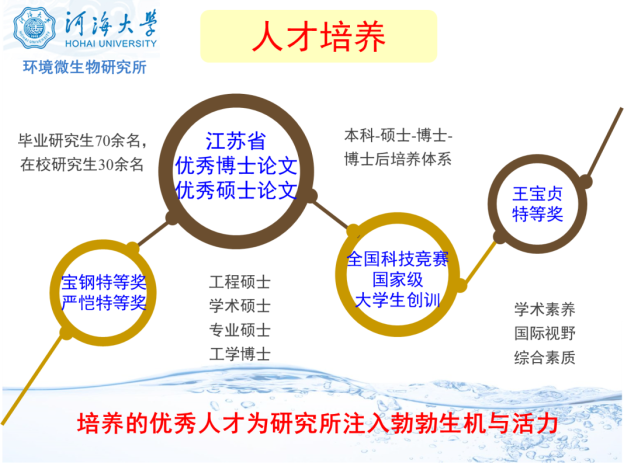 河海大学
HOHAI UNIVERSITY
环境微生物研究所
人才培养
毕业研究生70余名，
在校研究生30余名
江苏省
优秀博士论文
优秀硕士论文
本科-硕士-博士-
博士后培养体系
王宝贞
特等奖
宝钢特等奖
严恺特等奖
全国科技竞赛
国家级
大学生创训
工程硕士
学术硕士
专业硕士
工学博士
学术素养
国际视野
综合素质
培养的优秀人才为研究所注入勃勃生机与活力